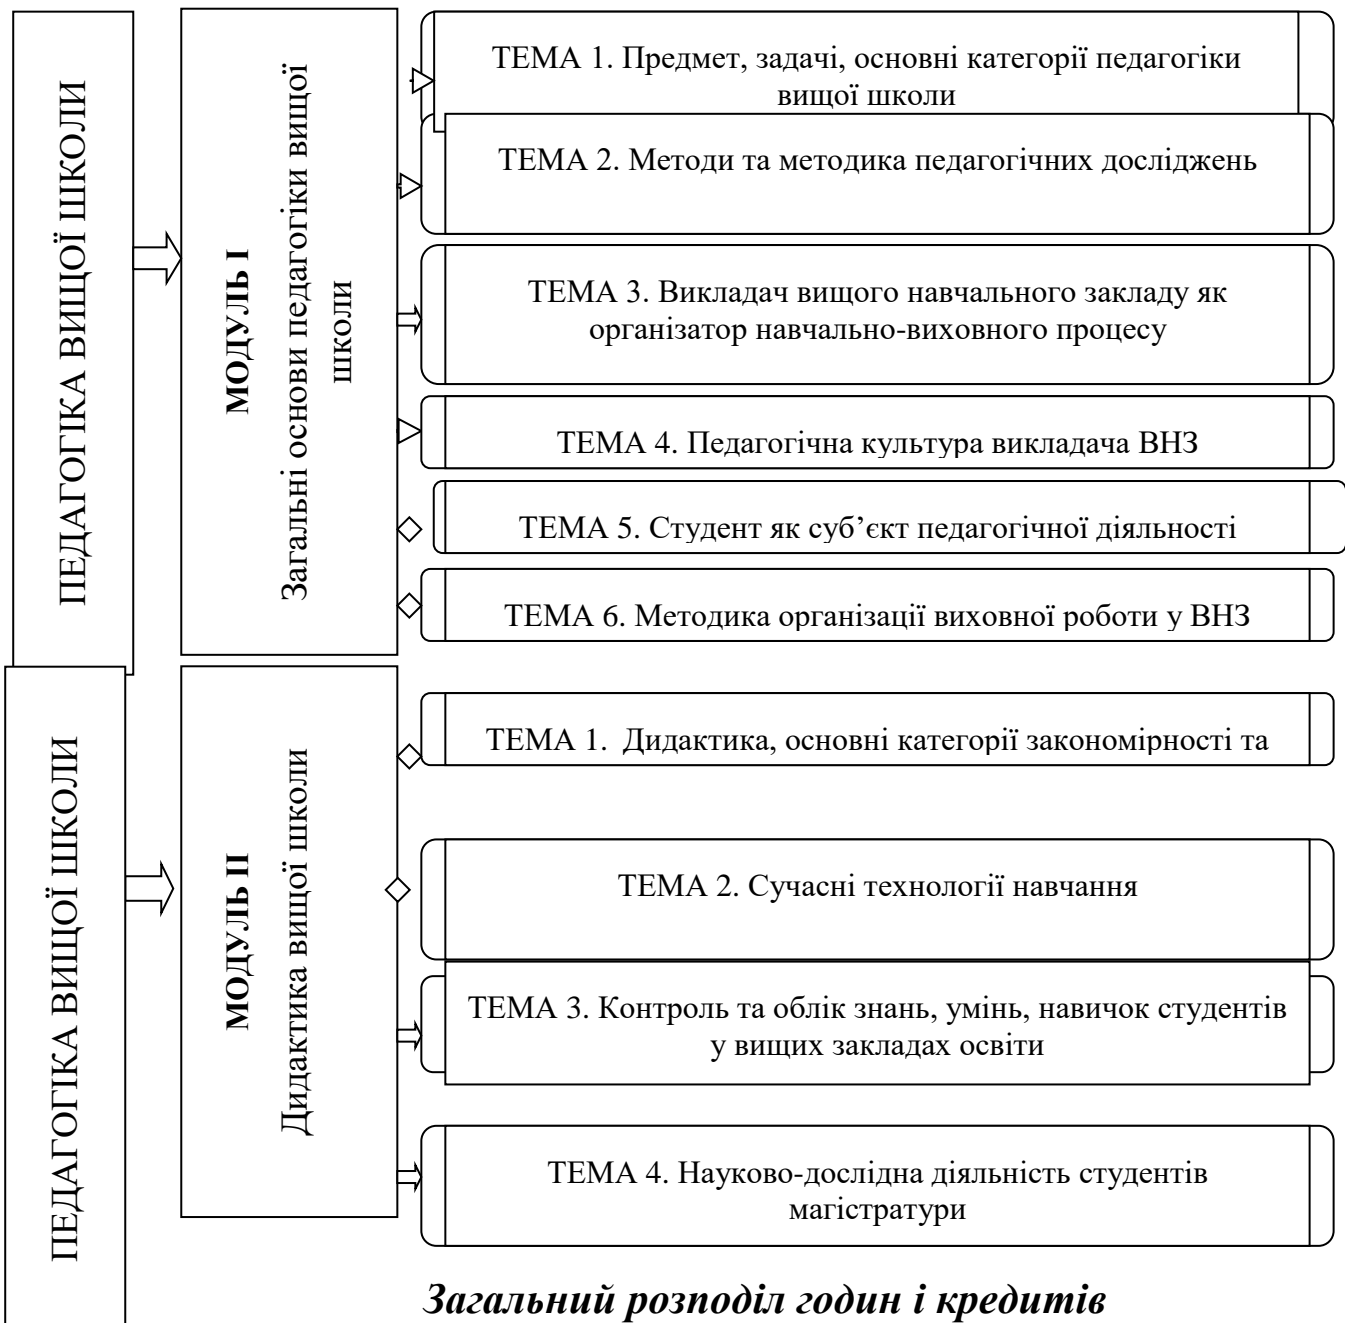 ПЕДАГОГІКА ВИЩОЇ ШКОЛИ
МОДУЛЬ І
Загальні основи педагогіки вищої
школи
ТЕМА 1. Предмет, задачі, основні категорії педагогіки
вищої школи
ТЕМА 2. Методи та методика педагогічних досліджень
ТЕМА 3. Викладач вищого навчального закладу як
організатор навчально-виховного процесу
ТЕМА 4. Педагогічна культура викладача ВНЗ
ТЕМА 5. Студент як суб’єкт педагогічної діяльності
ТЕМА 6. Методика організації виховної роботи у ВНЗ
ПЕДАГОГІКА ВИЩОЇ ШКОЛИ
МОДУЛЬ ІІ
Дидактика вищої школи
ТЕМА 1. Дидактика, основні категорії закономірності та
ТЕМА 2. Сучасні технології навчання
ТЕМА 3. Контроль та облік знань, умінь, навичок студентів
у вищих закладах освіти
ТЕМА 4. Науково-дослідна діяльність студентів
магістратури
Загальний розподіл годин і кредитів